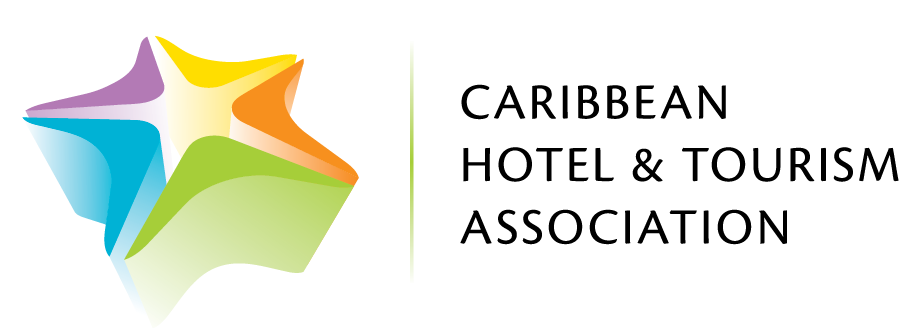 CARIBBEAN
HOTEL & TOURISM
ASSOCIATION